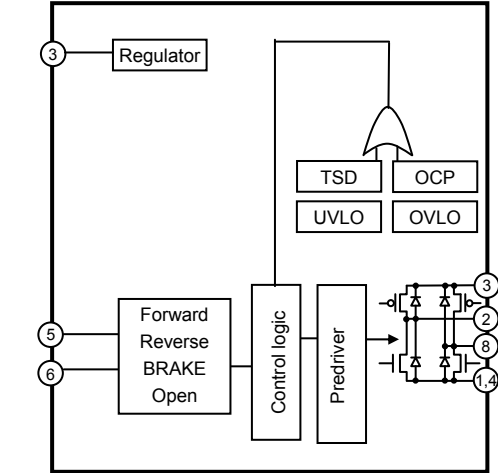 3
Regulator
TSD
OCP
UVLO
OVLO
3
2
8
1,4
5
6
Forward
Reverse
BRAKE
Open
Control logic
Predriver